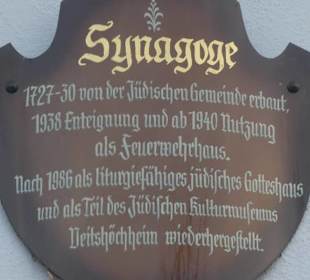 Synagoge
1727-30 von der Jüdischen Gemeinde erbaut.
1938 Enteignung und ab 1940 Nutzung
als Feuerwehrhaus.
Nach 1986 als liturgiefähiges jüdisches Gotteshaus
und als Teil des Jüdischen Kulturmuseums
Veitshöchheim wiederhergestellt.